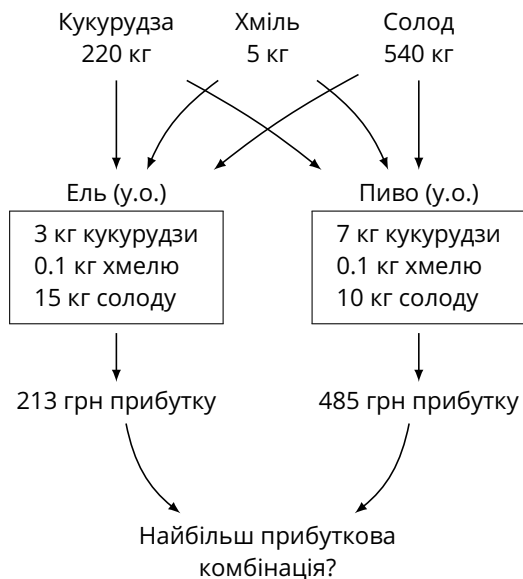 Кукурудза
220 кг
Хміль
5 кг
Солод
540 кг
Ель (у.о.)
3 кг кукурудзи
0.1 кг хмелю
15 кг солоду
Пиво (у.о.)
7 кг кукурудзи
0.1 кг хмелю
10 кг солоду
213 грн прибутку
485 грн прибутку
Найбільш прибуткова
комбінація?